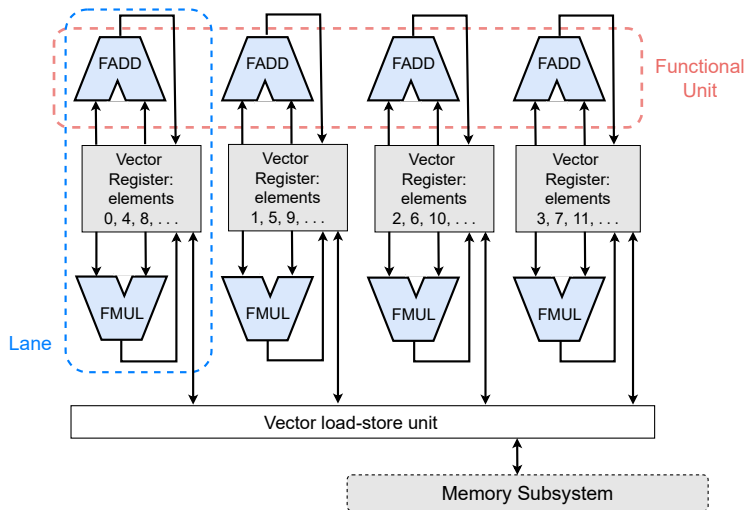 FADD
FADD
FADD
FADD
Functional
Unit
Vector
Register:
elements
0, 4, 8, . . .
Vector
Register:
elements
1, 5, 9, . . .
Vector
Register:
elements
2, 6, 10, . . .
Vector
Register:
elements
3, 7, 11, . . .
FMUL
FMUL
FMUL
FMUL
Lane
Vector load-store unit
Memory Subsystem